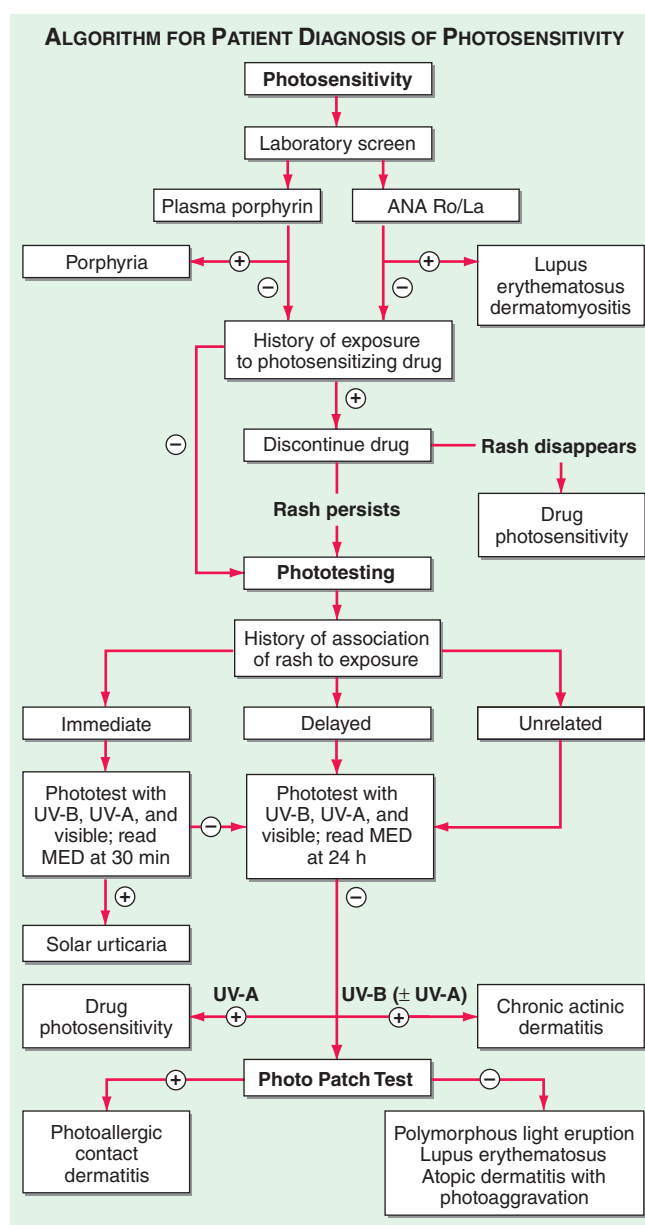 ALGORITHM FOR PATIENT DIAGNOSIS OF PHOTOSENSITIVITY
Photosensitivity
Laboratory screen
Plasma porphyrin
ANA Ro/La
Porphyria
+
−
+
−
Lupus
erythematosus
dermatomyositis
History of exposure
to photosensitizing drug
+
−
Discontinue drug
Rash disappears
Rash persists
Drug
photosensitivity
Phototesting
History of association
of rash to exposure
Immediate
Delayed
Unrelated
Phototest with
UV-B, UV-A, and
visible; read
MED at 30 min
−
Phototest with
UV-B, UV-A, and
visible; read MED
at 24 h
+
−
Solar urticaria
UV-A
UV-B (± UV-A)
Drug
photosensitivity
+
+
Chronic actinic
dermatitis
+
Photo Patch Test
−
Photoallergic
contact
dermatitis
Polymorphous light eruption
Lupus erythematosus
Atopic dermatitis with
photoaggravation